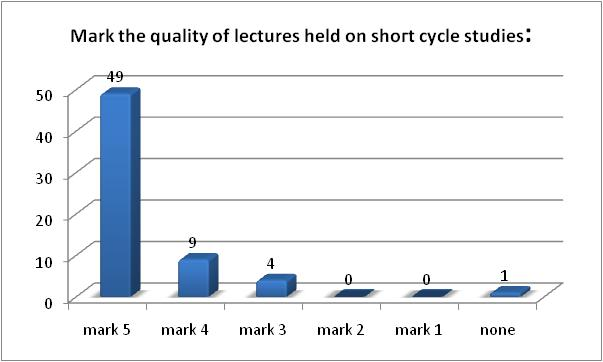 Mark the quality of lectures held on short cycle studies:
49
50
40
30
20
10
0
9
4
0
0
1
mark 5
mark 4
mark 3
mark 2
mark 1
none